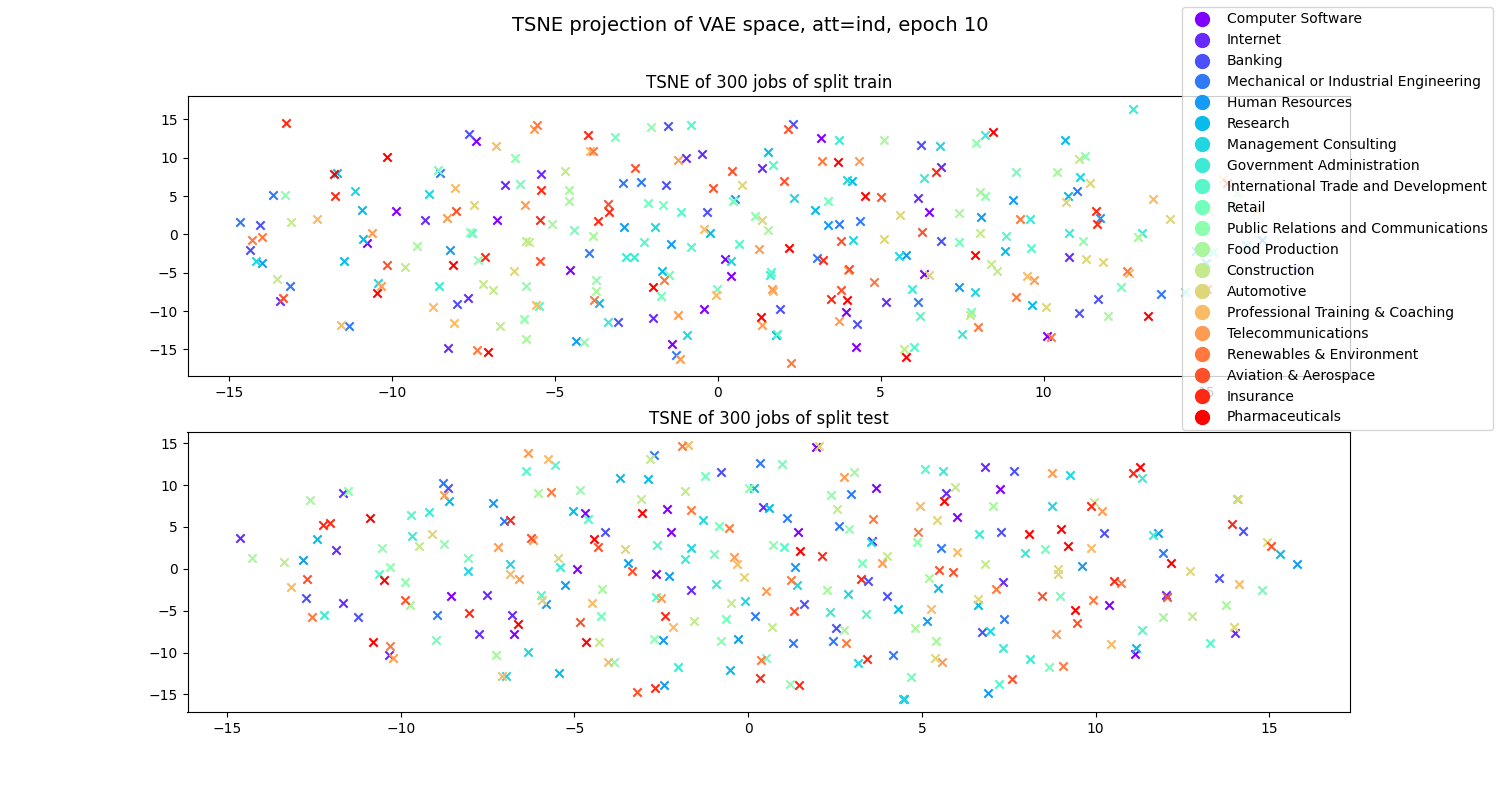 TSNE projection of VAE space, att=ind, epoch 10
TSNE of 300 jobs of split train
15
10
5
0
−5
−10
−15
−15
−10
−5
0
5
10
15
Computer Software
Internet
Banking
Mechanical or Industrial Engineering
Human Resources
Research
Management Consulting
Government Administration
International Trade and Development
Retail
Public Relations and Communications
Food Production
Construction
Automotive
Professional Training & Coaching
Telecommunications
Renewables & Environment
Aviation & Aerospace
Insurance
Pharmaceuticals
TSNE of 300 jobs of split test
15
10
5
0
−5
−10
−15
−15
−10
−5
0
5
10
15